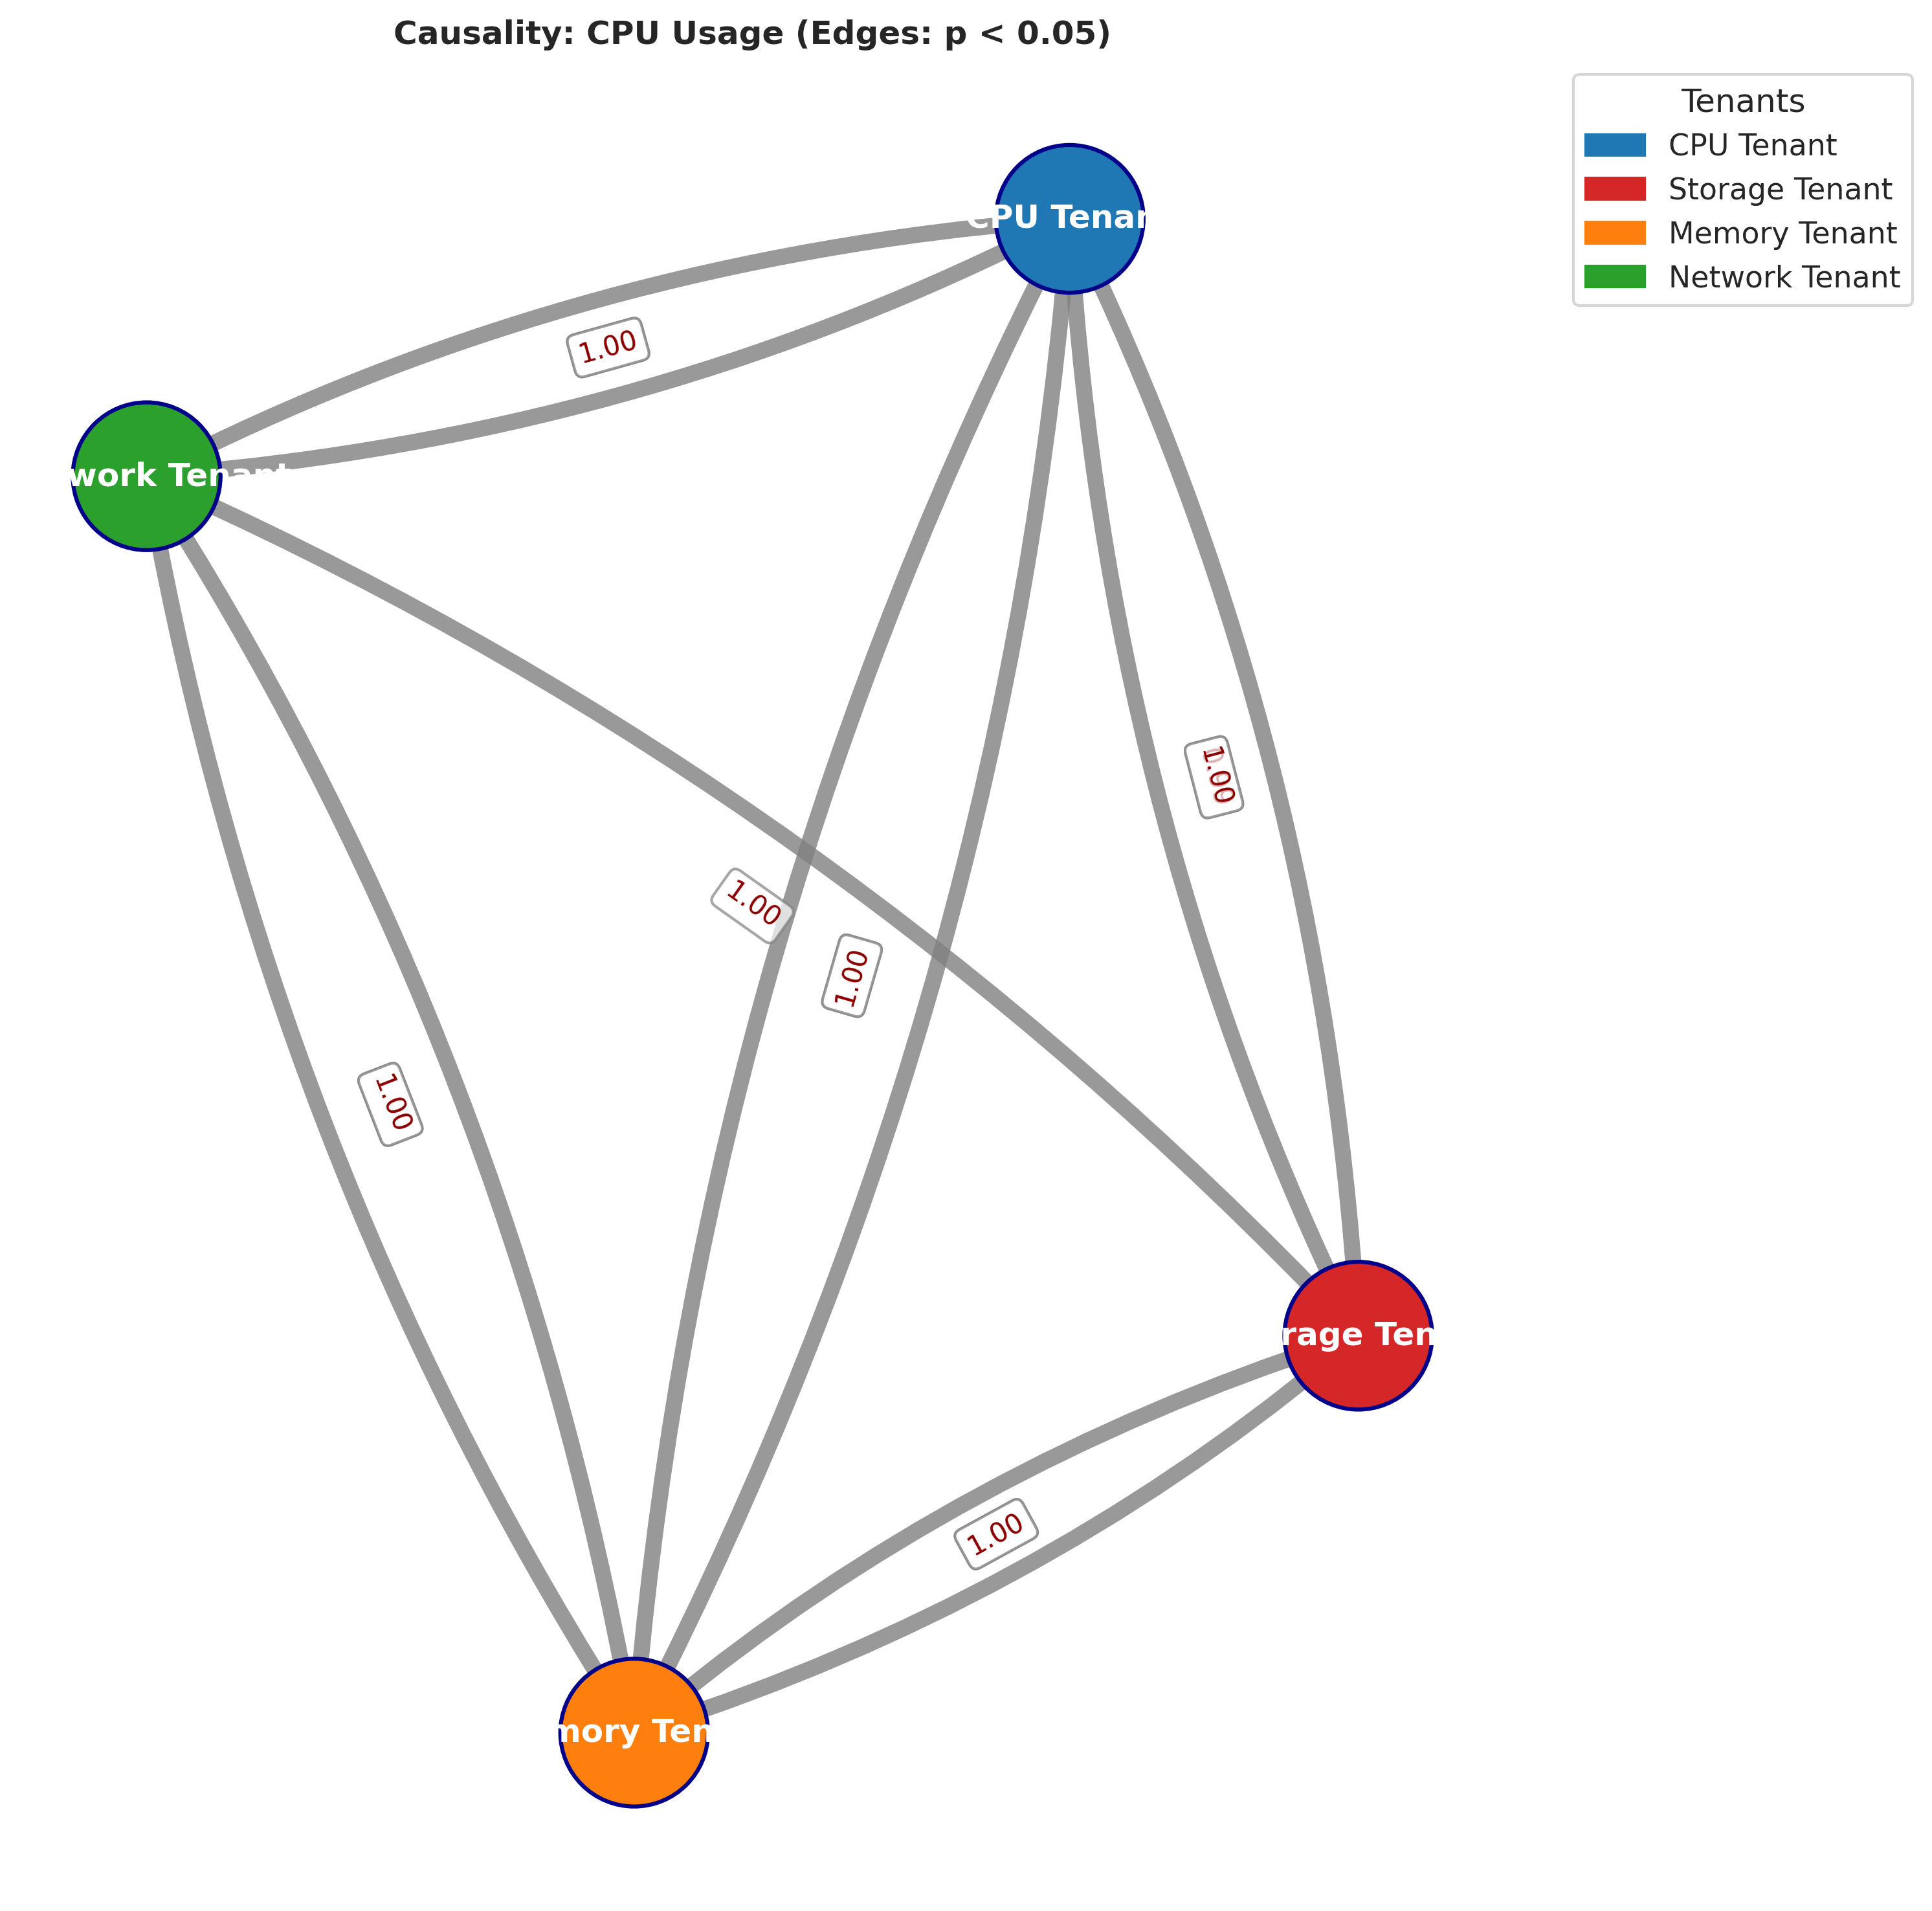 Causality: CPU Usage (Edges: p < 0.05)
Tenants
CPU Tenant
Storage Tenant
Memory Tenant
Network Tenant
CPU Tenan
1.00
work Tenant
1.00
1.00
1.00
1.00
rage Ten
1.00
mory Ten